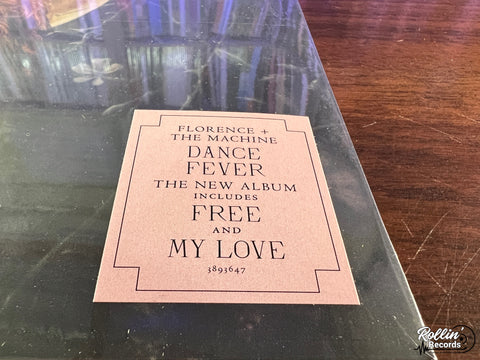 FLORENCE +
THE MACHINE
DANCE
FEVER
THE NEW ALBUM
INCLUDES
FREE
AND
MY LOVE
3893647
Rollin'
Records